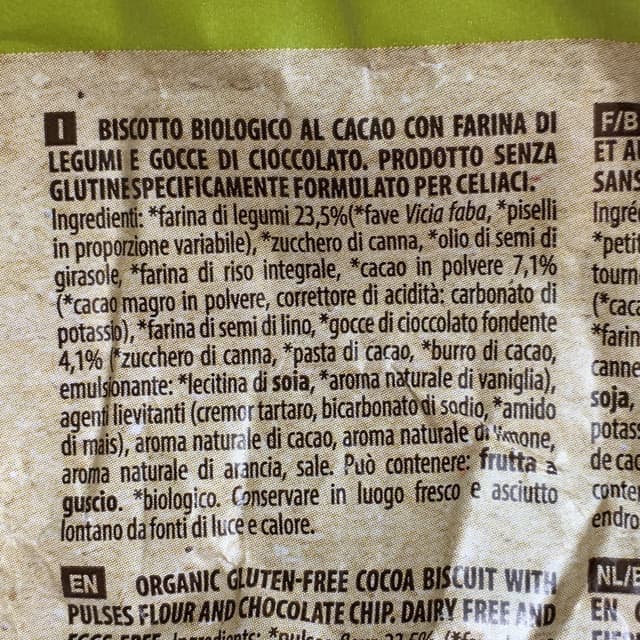 I BISCOTTO BIOLOGICO AL CACAO CON FARINA DI
LEGUMI E GOCCE DI CIOCCOLATO. PRODOTTO SENZA
GLUTINE SPECIFICAMENTE FORMULATO PER CELIACI.
Ingredienti: *farina di legumi 23,5%(*fave Vicia faba, *piselli
in proporzione variabile), *zucchero di canna, *olio di semi di
girasole, *farina di riso integrale, *cacao in polvere 7,1%
(*cacao magro in polvere, correttore di acidità: carbonato di
potassio), *farina di semi di lino, *gocce di cioccolato fondente
4,1% (*zucchero di canna, *pasta di cacao, *burro di cacao,
emulsionante: *lecitina di soia, *aroma naturale di vaniglia),
agenti lievitanti (cremor tartaro, bicarbonato di sodio, *amido
di mais), aroma naturale di cacao, aroma naturale di limone,
aroma naturale di arancia, sale. Può contenere: frutta a
guscio. *biologico. Conservare in luogo fresco e asciutto
lontano da fonti di luce e calore.
EN ORGANIC GLUTEN-FREE COCOA BISCUIT WITH
PULSES FLOUR AND CHOCOLATE CHIP. DAIRY FREE AND
F/B
ET AU
SANS
Ingré
*petit
tourn
(*caca
*farin
canne
soja,
potass
de cac
conte
endro
NL/B
EN